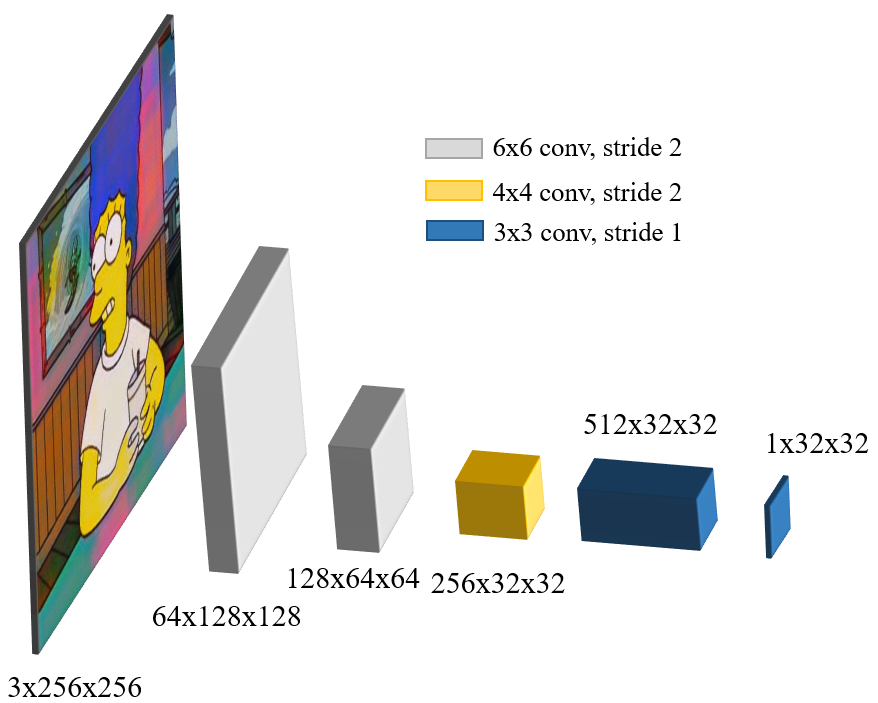 6x6 conv, stride 2
4x4 conv, stride 2
3x3 conv, stride 1
512x32x32
1x32x32
128x64x64
256x32x32
64x128x128
3x256x256